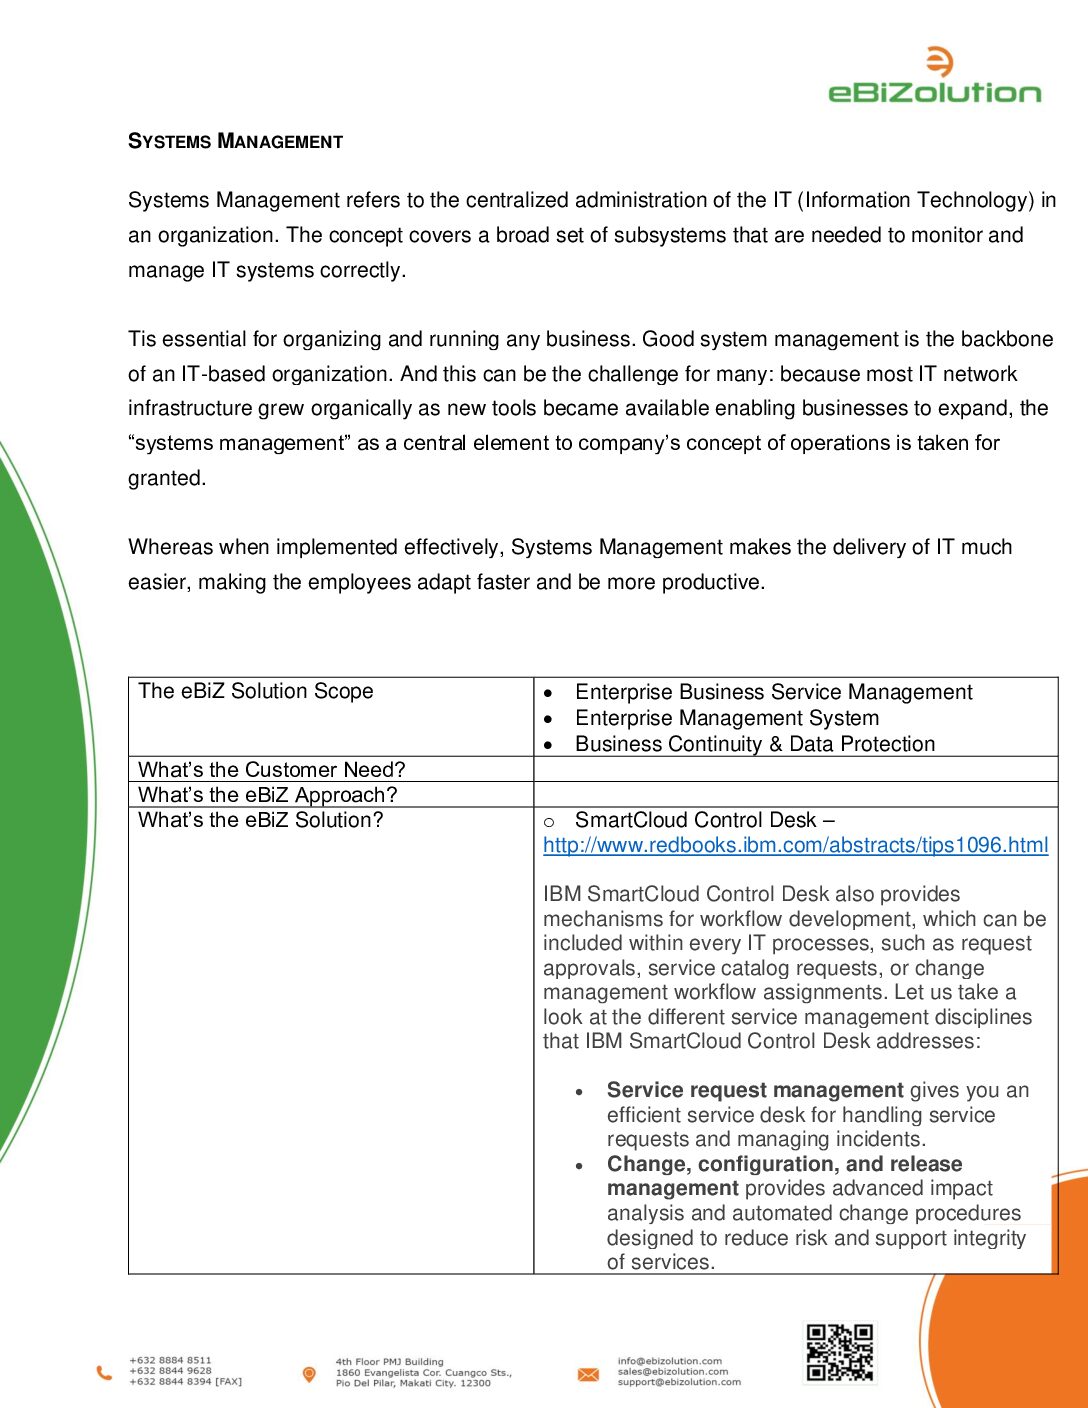 eBiZolution
SYSTEMS MANAGEMENT
Systems Management refers to the centralized administration of the IT (Information Technology) in
an organization. The concept covers a broad set of subsystems that are needed to monitor and
manage IT systems correctly.
Tis essential for organizing and running any business. Good system management is the backbone
of an IT-based organization. And this can be the challenge for many: because most IT network
infrastructure grew organically as new tools became available enabling businesses to expand, the
“systems management” as a central element to company’s concept of operations is taken for
granted.
Whereas when implemented effectively, Systems Management makes the delivery of IT much
easier, making the employees adapt faster and be more productive.
The eBiZ Solution Scope
• Enterprise Business Service Management
• Enterprise Management System
• Business Continuity & Data Protection
What’s the Customer Need?
What’s the eBiZ Approach?
What’s the eBiZ Solution?
o SmartCloud Control Desk –
http://www.redbooks.ibm.com/abstracts/tips1096.html
IBM SmartCloud Control Desk also provides
mechanisms for workflow development, which can be
included within every IT processes, such as request
approvals, service catalog requests, or change
management workflow assignments. Let us take a
look at the different service management disciplines
that IBM SmartCloud Control Desk addresses:
• Service request management gives you an
efficient service desk for handling service
requests and managing incidents.
• Change, configuration, and release
management provides advanced impact
analysis and automated change procedures
designed to reduce risk and support integrity
of services.
+632 8884 8511
+632 8844 9628
+632 8844 8394 [FAX]
4th Floor PMJ Building
1860 Evangelista Cor. Cuangco Sts.,
Pio Del Pilar, Makati City. 12300
info@ebizolution.com
sales@ebizolution.com
support@ebizolution.com